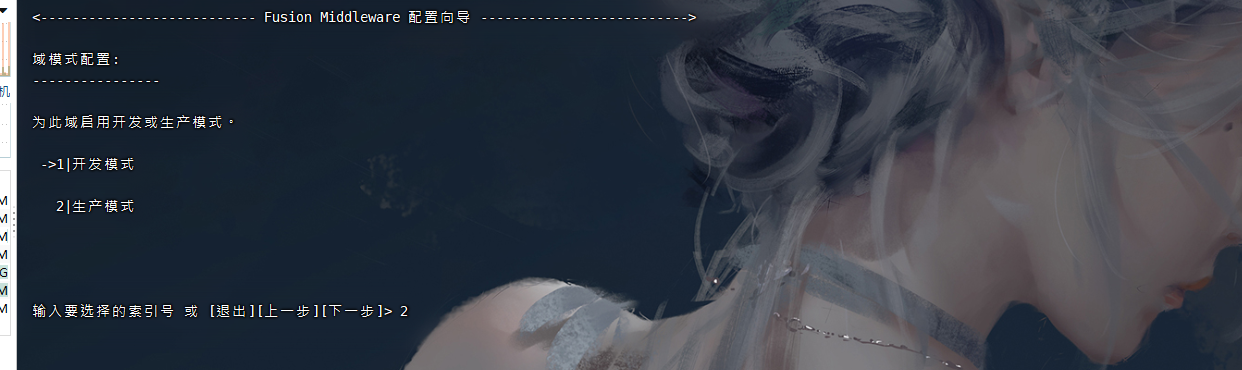 <--------------------------- Fusion Middleware 配置向导 -------------------------->
域模式配置:
----------------
为此域启用开发或生产模式。
->1|开发模式
2|生产模式
输入要选择的索引号 或 [退出][上一步][下一步]> 2
机
M
M
M
M
G
M
M